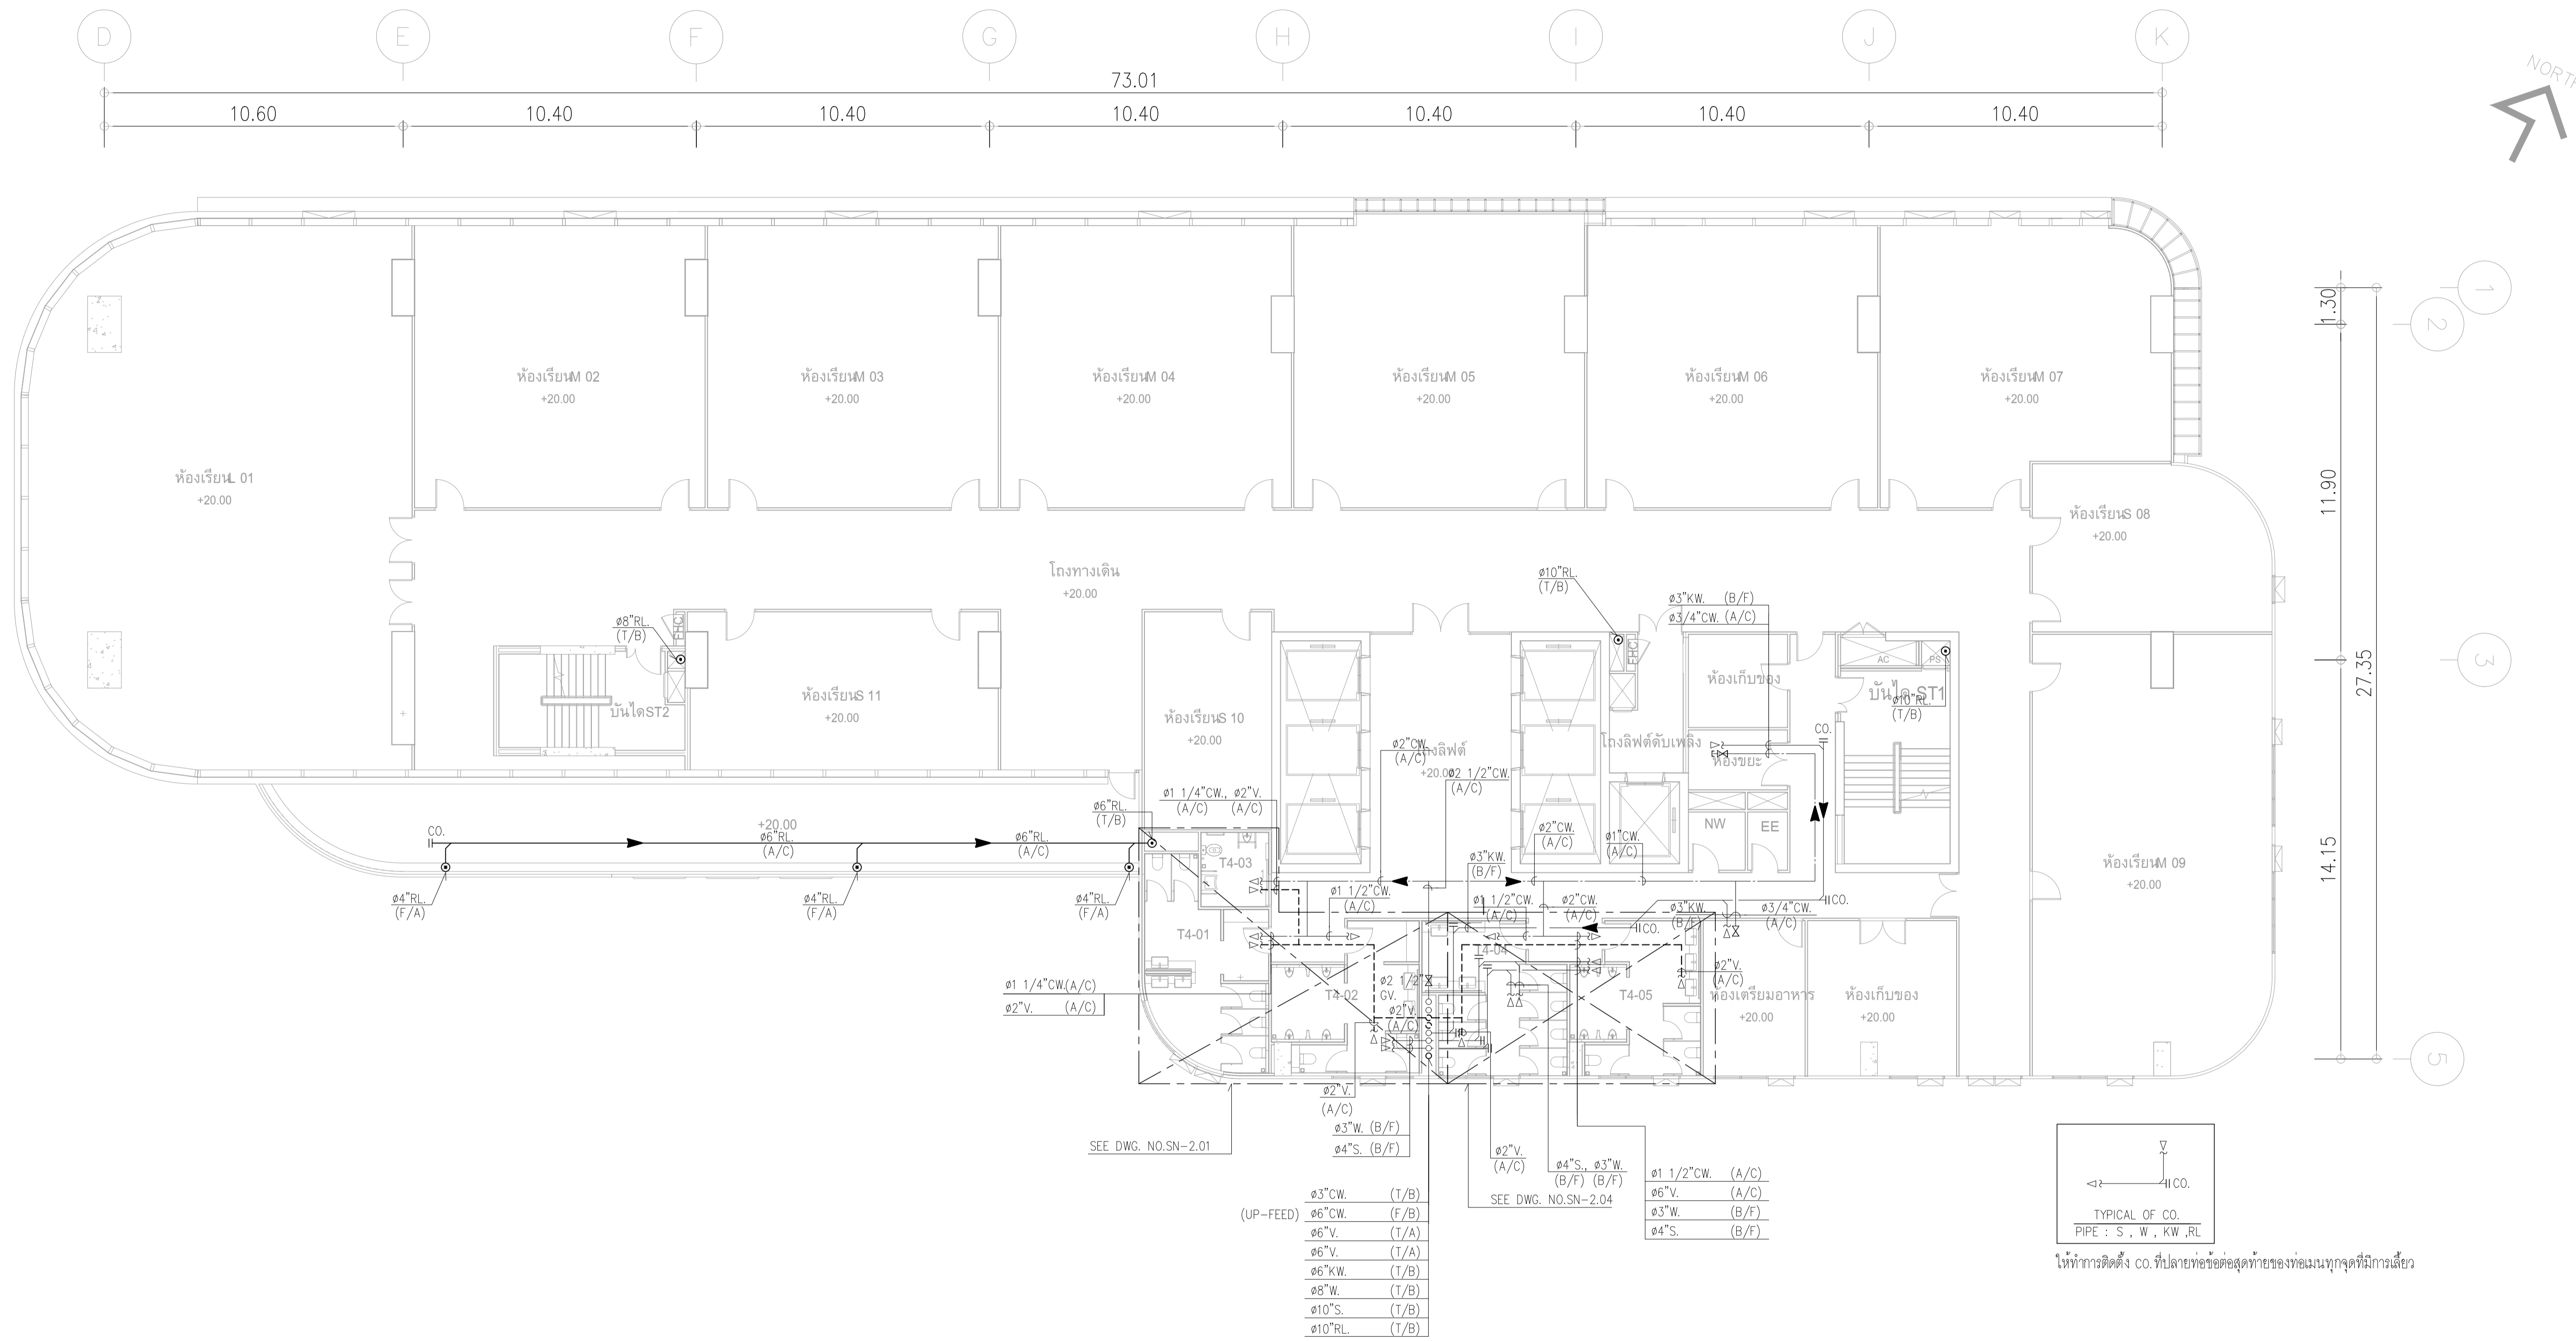 D E F G H I J K
NORTH
73.01
10.60 10.40 10.40 10.40 10.40 10.40 10.40
1
2
3
5
1.30
11.90
14.15
27.35
ห้องเรียนM 02
+20.00
ห้องเรียนM 03
+20.00
ห้องเรียนM 04
+20.00
ห้องเรียนM 05
+20.00
ห้องเรียนM 06
+20.00
ห้องเรียนM 07
+20.00
ห้องเรียนL 01
+20.00
ห้องเรียนS 08
+20.00
โถงทางเดิน
+20.00
ø10"RL.
(T/B)
ø3"KW. (B/F)
ø3/4"CW. (A/C)
ø8"RL.
(T/B)
FHC
FHC
AC
PS
ห้องเก็บของ
บันได ST1
ø10"RL.
(T/B)
ห้องเรียนS 11
+20.00
บันไดST2
ห้องเรียนS 10
+20.00
ø2"CW.
(A/C)
โถงลิฟต์
+20.00
ø2 1/2"CW.
(A/C)
โถงลิฟต์ดับเพลิง
ห้องขยะ
CO.
ø1 1/4"CW., ø2"V.
(A/C) (A/C)
ø6"RL.
(T/B)
+20.00
CO.
ø6"RL.
(A/C)
ø6"RL.
(A/C)
NW
EE
ø2"CW.
(A/C)
ø1"CW.
(A/C)
T4-03
ø3"KW.
(B/F)
ห้องเรียนM 09
+20.00
ø4"RL.
(F/A)
ø4"RL.
(F/A)
ø4"RL.
(F/A)
ø1 1/2"CW.
(A/C)
ø1 1/2"CW.
(A/C)
ø2"CW.
(A/C)
ø3"KW.
(B/F)
ø3/4"CW.
(A/C)
CO.
CO.
T4-01
T4-04
ø1 1/4"CW.(A/C)
ø2"V. (A/C)
T4-02
ø2 1/2"
GV.
ø2"V.
(A/C)
T4-05
ø2"V.
(A/C)
ห้องเตรียมอาหาร
+20.00
ห้องเก็บของ
+20.00
ø2"V.
(A/C)
ø3"W. (B/F)
ø4"S. (B/F)
SEE DWG. NO.SN-2.01
ø2"V.
(A/C)
ø4"S., ø3"W.
(B/F) (B/F)
SEE DWG. NO.SN-2.04
ø1 1/2"CW. (A/C)
ø6"V. (A/C)
ø3"W. (B/F)
ø4"S. (B/F)
ø3"CW. (T/B)
(UP-FEED) ø6"CW. (F/B)
ø6"V. (T/A)
ø6"V. (T/A)
ø6"KW. (T/B)
ø8"W. (T/B)
ø10"S. (T/B)
ø10"RL. (T/B)
CO.
TYPICAL OF CO.
PIPE : S , W , KW ,RL
ให้ทำการติดตั้ง CO. ที่ปลายท่อข้อต่อสุดท้ายของท่อเมนทุกจุดที่มีการเลี้ยว